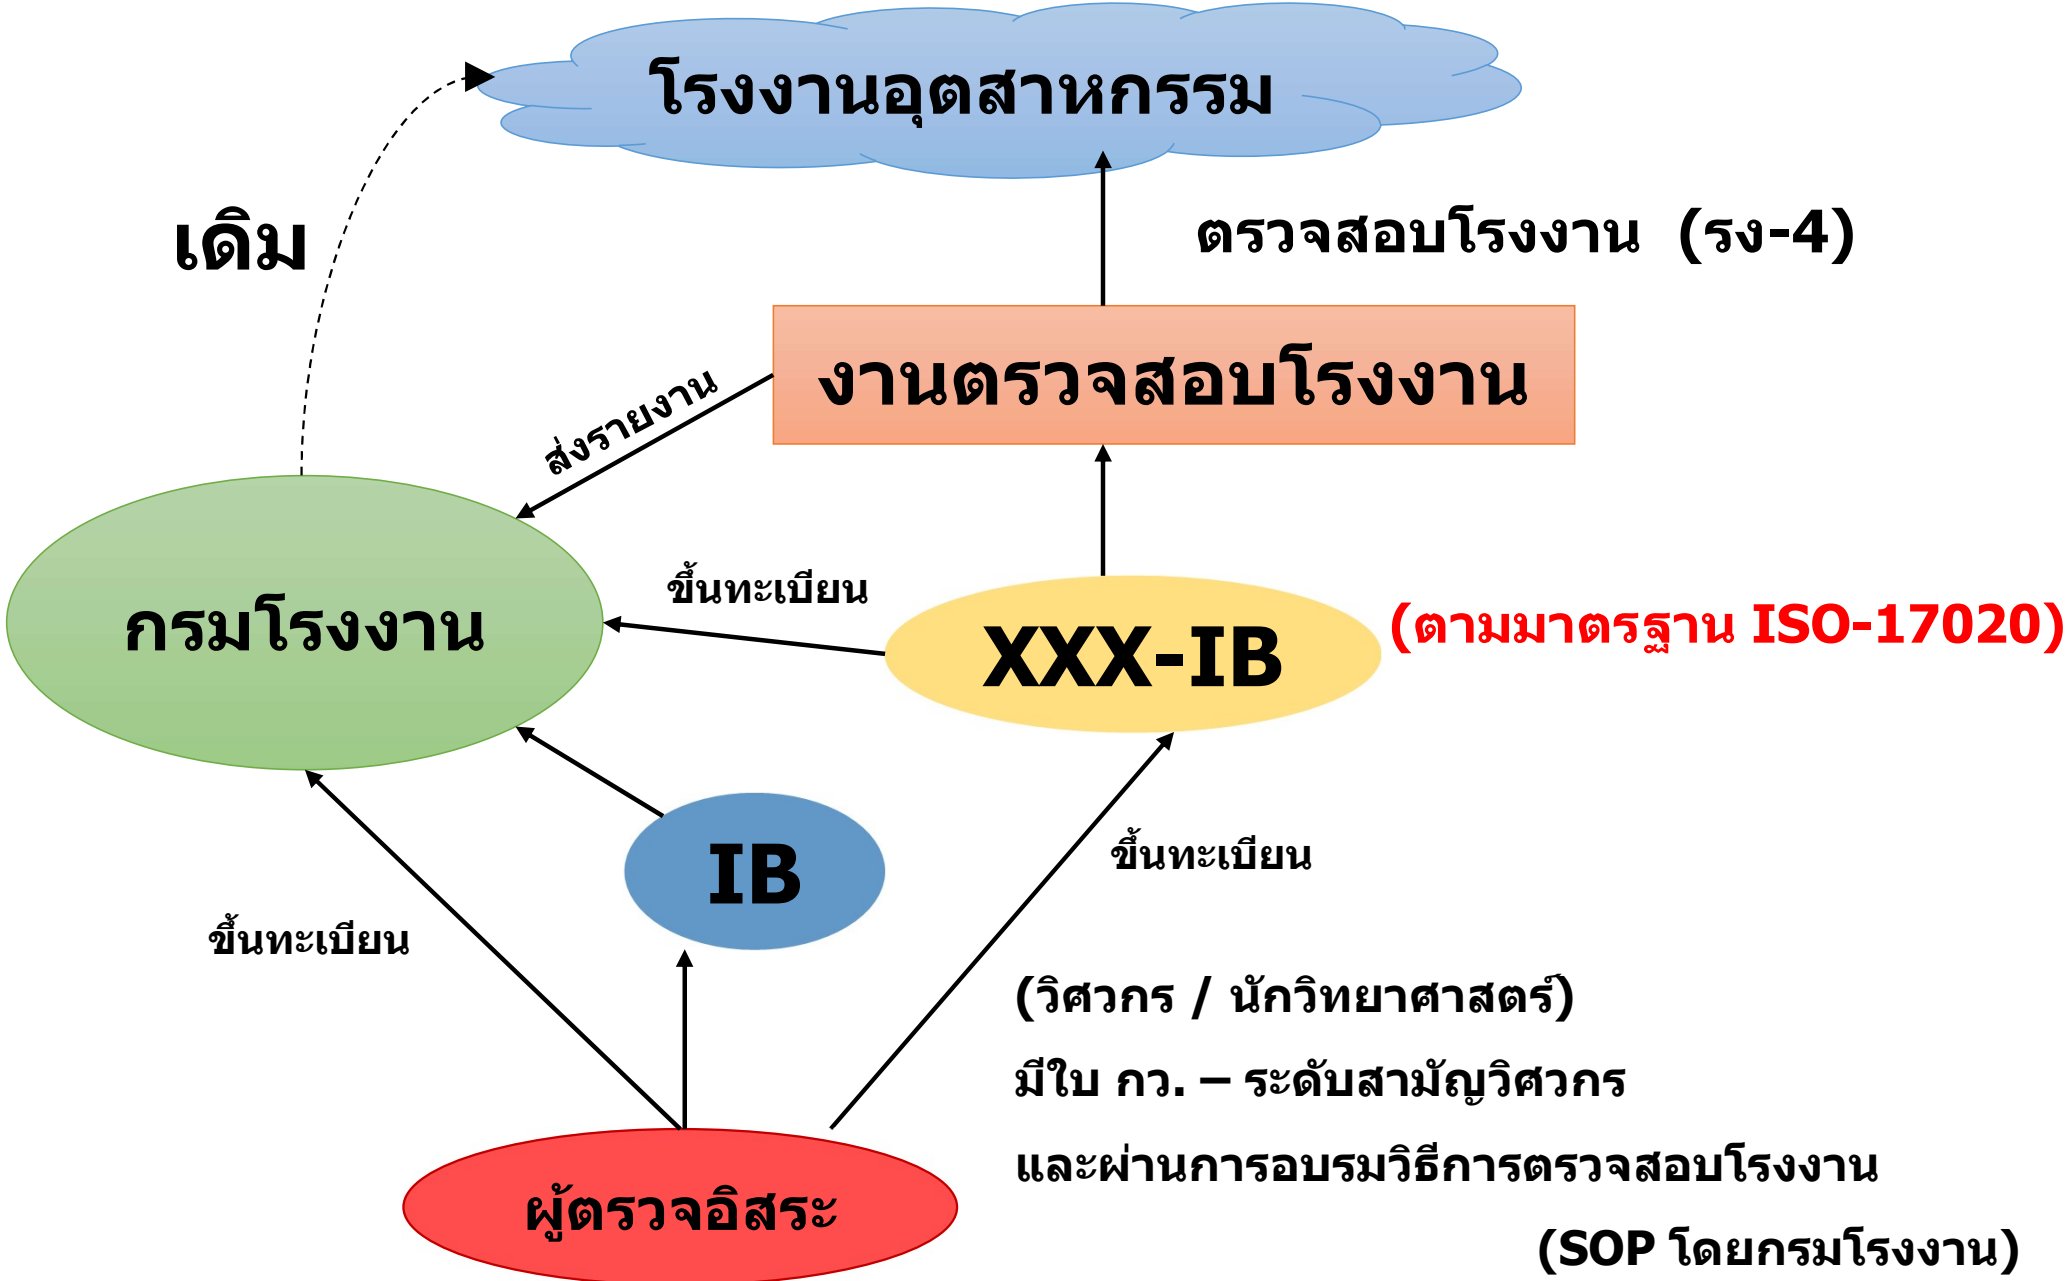 โรงงานอุตสาหกรรม
เดิม
ตรวจสอบโรงงาน (รง-4)
งานตรวจสอบโรงงาน
ส่งรายงาน
ขึ้นทะเบียน
กรมโรงงาน
XXX-IB
(ตามมาตรฐาน ISO-17020)
IB
ขึ้นทะเบียน
ขึ้นทะเบียน
(วิศวกร / นักวิทยาศาสตร์)
มีใบ กว. – ระดับสามัญวิศวกร
และผ่านการอบรมวิธีการตรวจสอบโรงงาน
ผู้ตรวจอิสระ
(SOP โดยกรมโรงงาน)